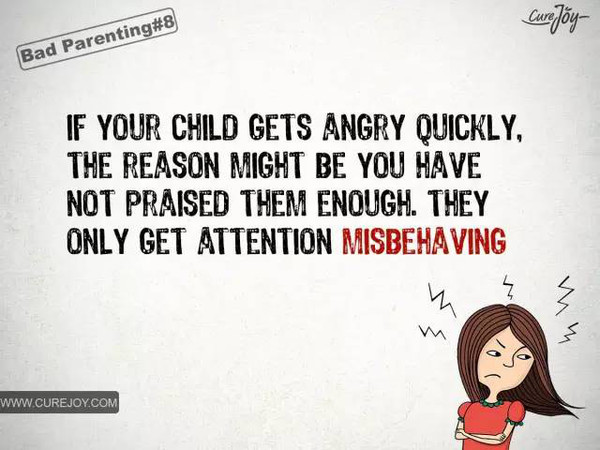 Bad Parenting#8
CureJoy
IF YOUR CHILD GETS ANGRY QUICKLY,
THE REASON MIGHT BE YOU HAVE
NOT PRAISED THEM ENOUGH. THEY
ONLY GET ATTENTION MISBEHAVING
WWW.CUREJOY.COM